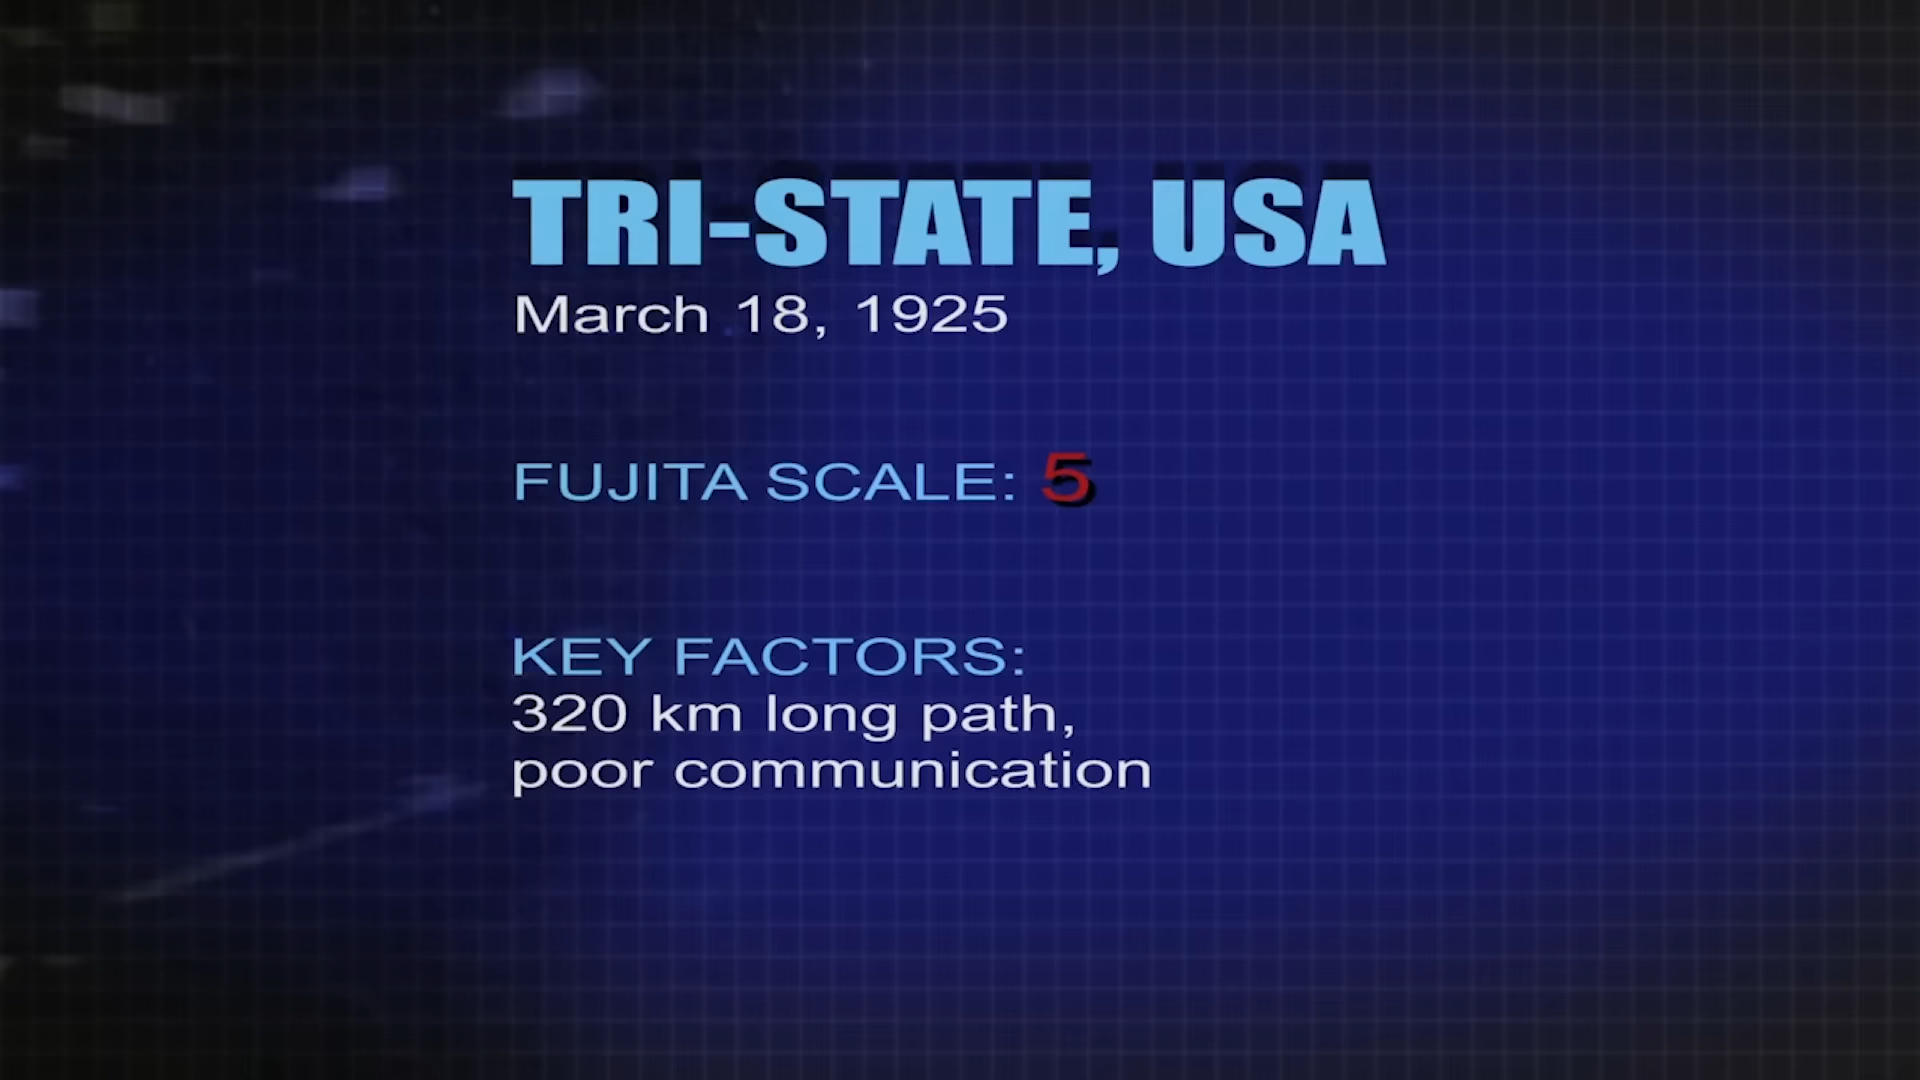 TRI-STATE, USA
March 18, 1925
FUJITA SCALE: 5
KEY FACTORS:
320 km long path,
poor communication